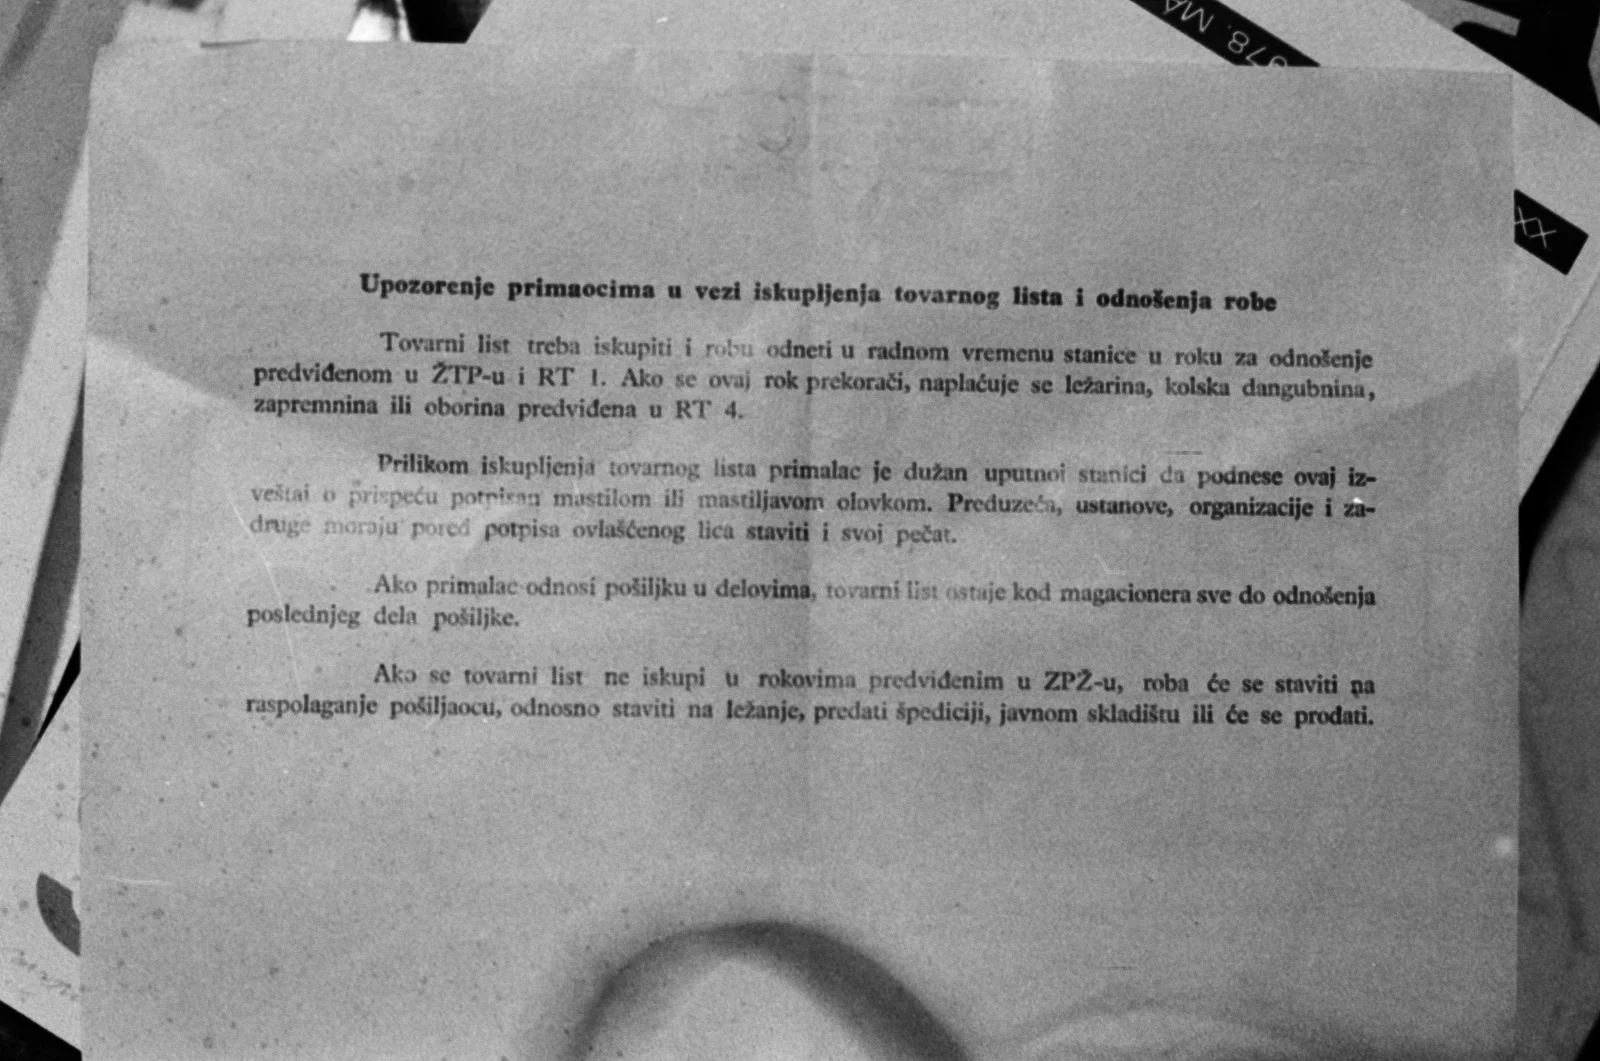 978. MA
XX
Upozorenje primaocima u vezi iskupljenja tovarnog lista i odnošenja robe
Tovarni list treba iskupiti i robu odneti u radnom vremenu stanice u roku za odnošenje
predviđenom u ŽTP-u i RT 1. Ako se ovaj rok prekorači, naplaćuje se ležarina, kolska dangubnina,
zapremnina ili oborina predviđena u RT 4.
Prilikom iskupljenja tovarnog lista primalac je dužan uputnoj stanici da podnese ovaj iz-
veštaj o prispeću potpisan mastilom ili mastiljavom olovkom. Preduzeća, ustanove, organizacije i za-
druge moraju pored potpisa ovlašćenog lica staviti i svoj pečat.
Ako primalac odnosi pošiljku u delovima, tovarni list ostaje kod magacionera sve do odnošenja
poslednjeg dela pošiljke.
Ako se tovarni list ne iskupi u rokovima predviđenim u ZPŽ-u, roba će se staviti na
raspolaganje pošiljaocu, odnosno staviti na ležanje, predati špediciji, javnom skladištu ili će se prodati.